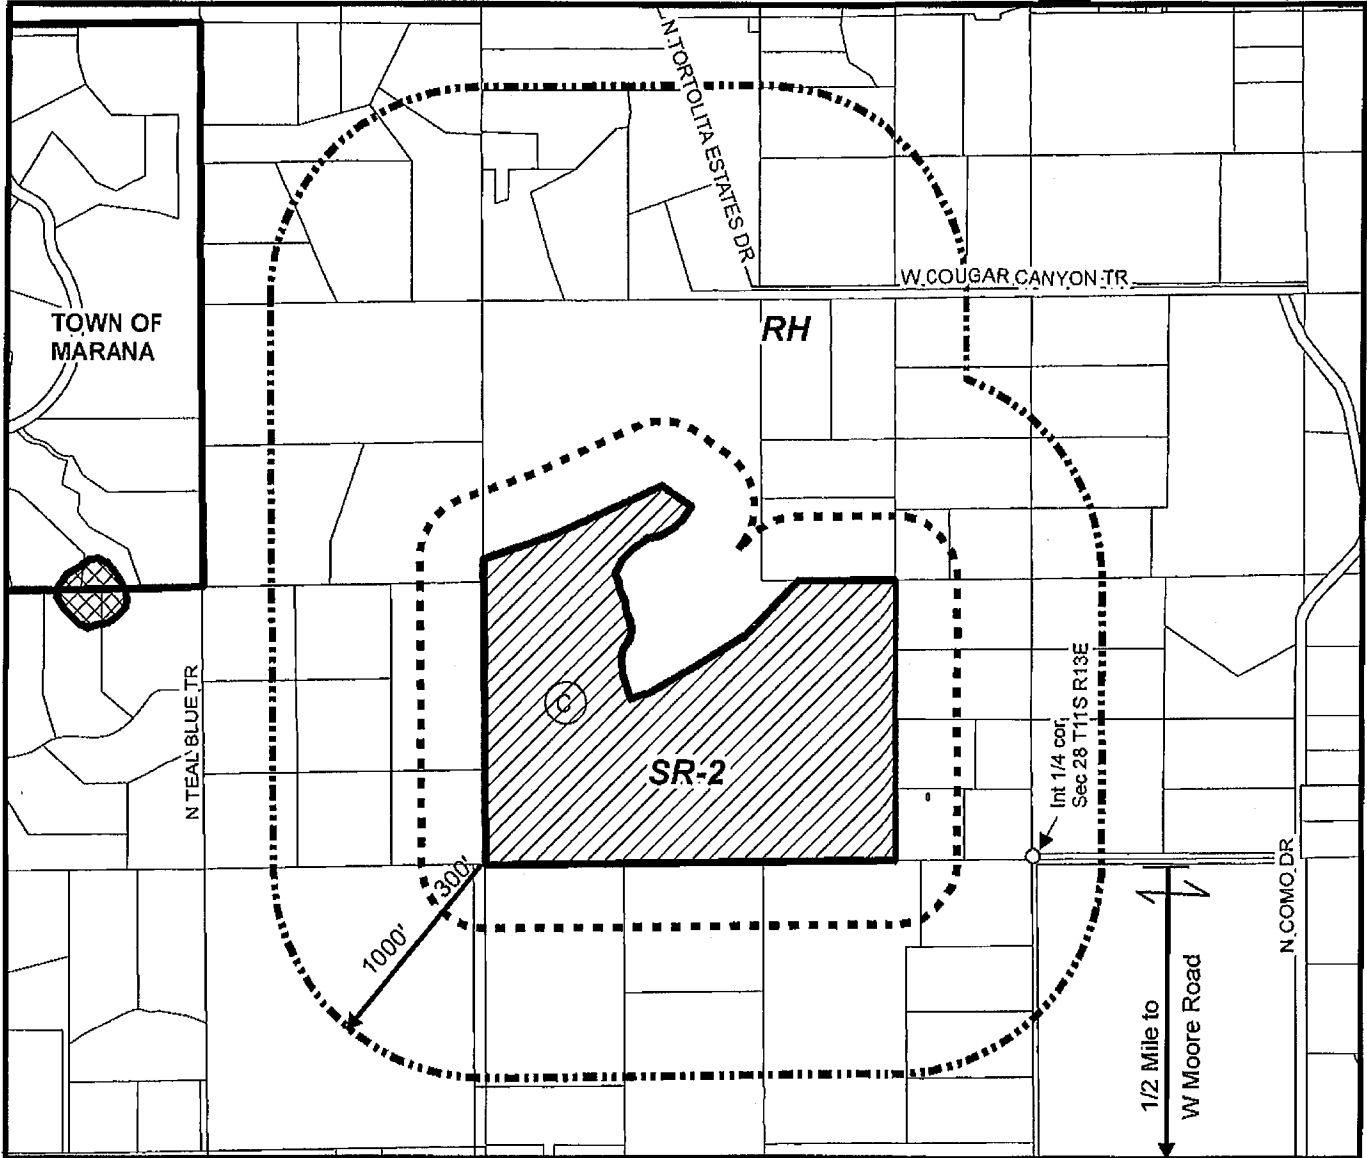 N TORTOLITA ESTATES DR
W COUGAR CANYON TR
TOWN OF
MARANA
RH
N TEAL BLUE TR
C
SR-2
Int 1/4 cor,
Sec 28 T11S R13E
300'
1000'
N COMO DR
1/2 Mile to
W Moore Road